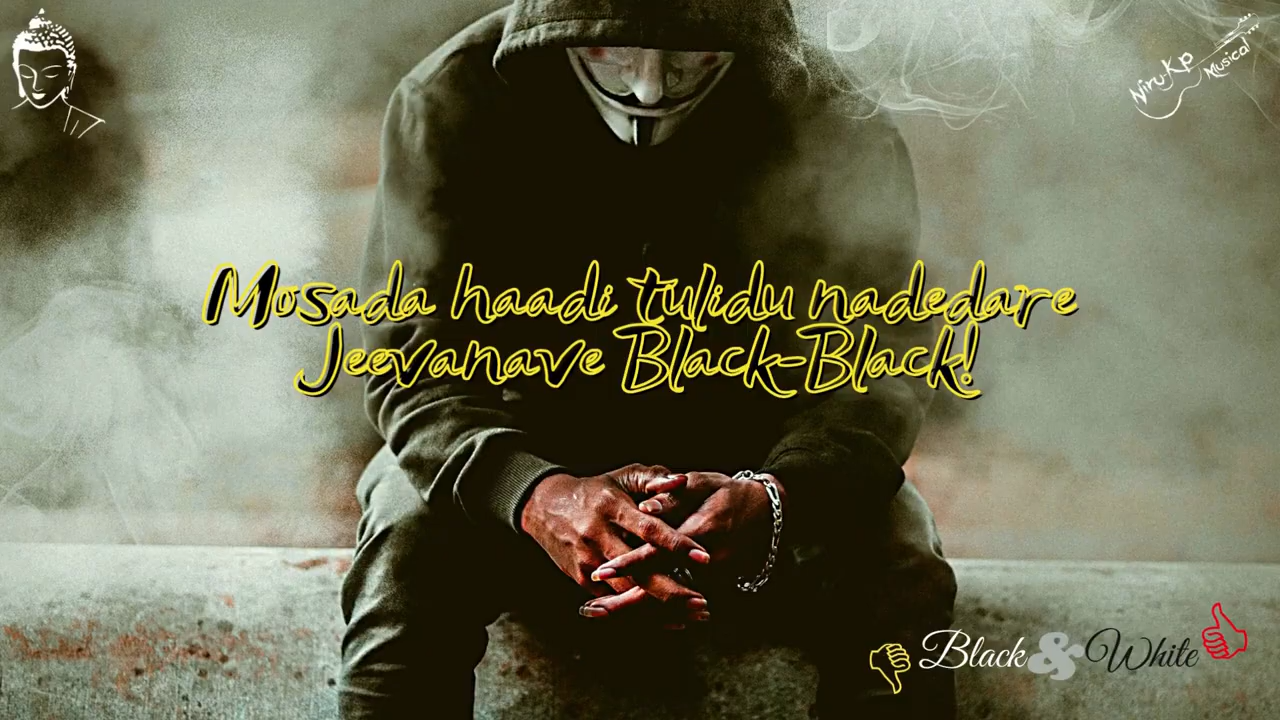 Niru-Kp
Musical
Mosada haadi tulidu nadedare
Jeevanave Black-Black!
Black & White